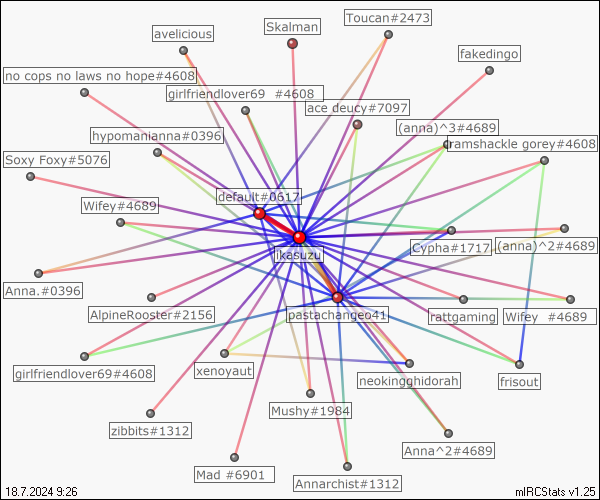 Toucan#2473
Skalman
avelicious
fakedingo
no cops no laws no hope#4608
girlfriendlover69 #4608
ace deucy#7097
(anna)^3#4689
hypomanianna#0396
ramshackle gorey#4608
Soxy Foxy#5076
default#0617
Wifey#4689
Cypha#1717
(anna)^2#4689
ikasuzu
Anna.#0396
AlpineRooster#2156
pastachangeo41
rattgaming
Wifey #4689
girlfriendlover69#4608
xenoyaut
neokingghidorah
frisout
Mushy#1984
zibbits#1312
Anna^2#4689
Mad #6901
Annarchist#1312
18.7.2024 9:26
mIRCStats v1.25